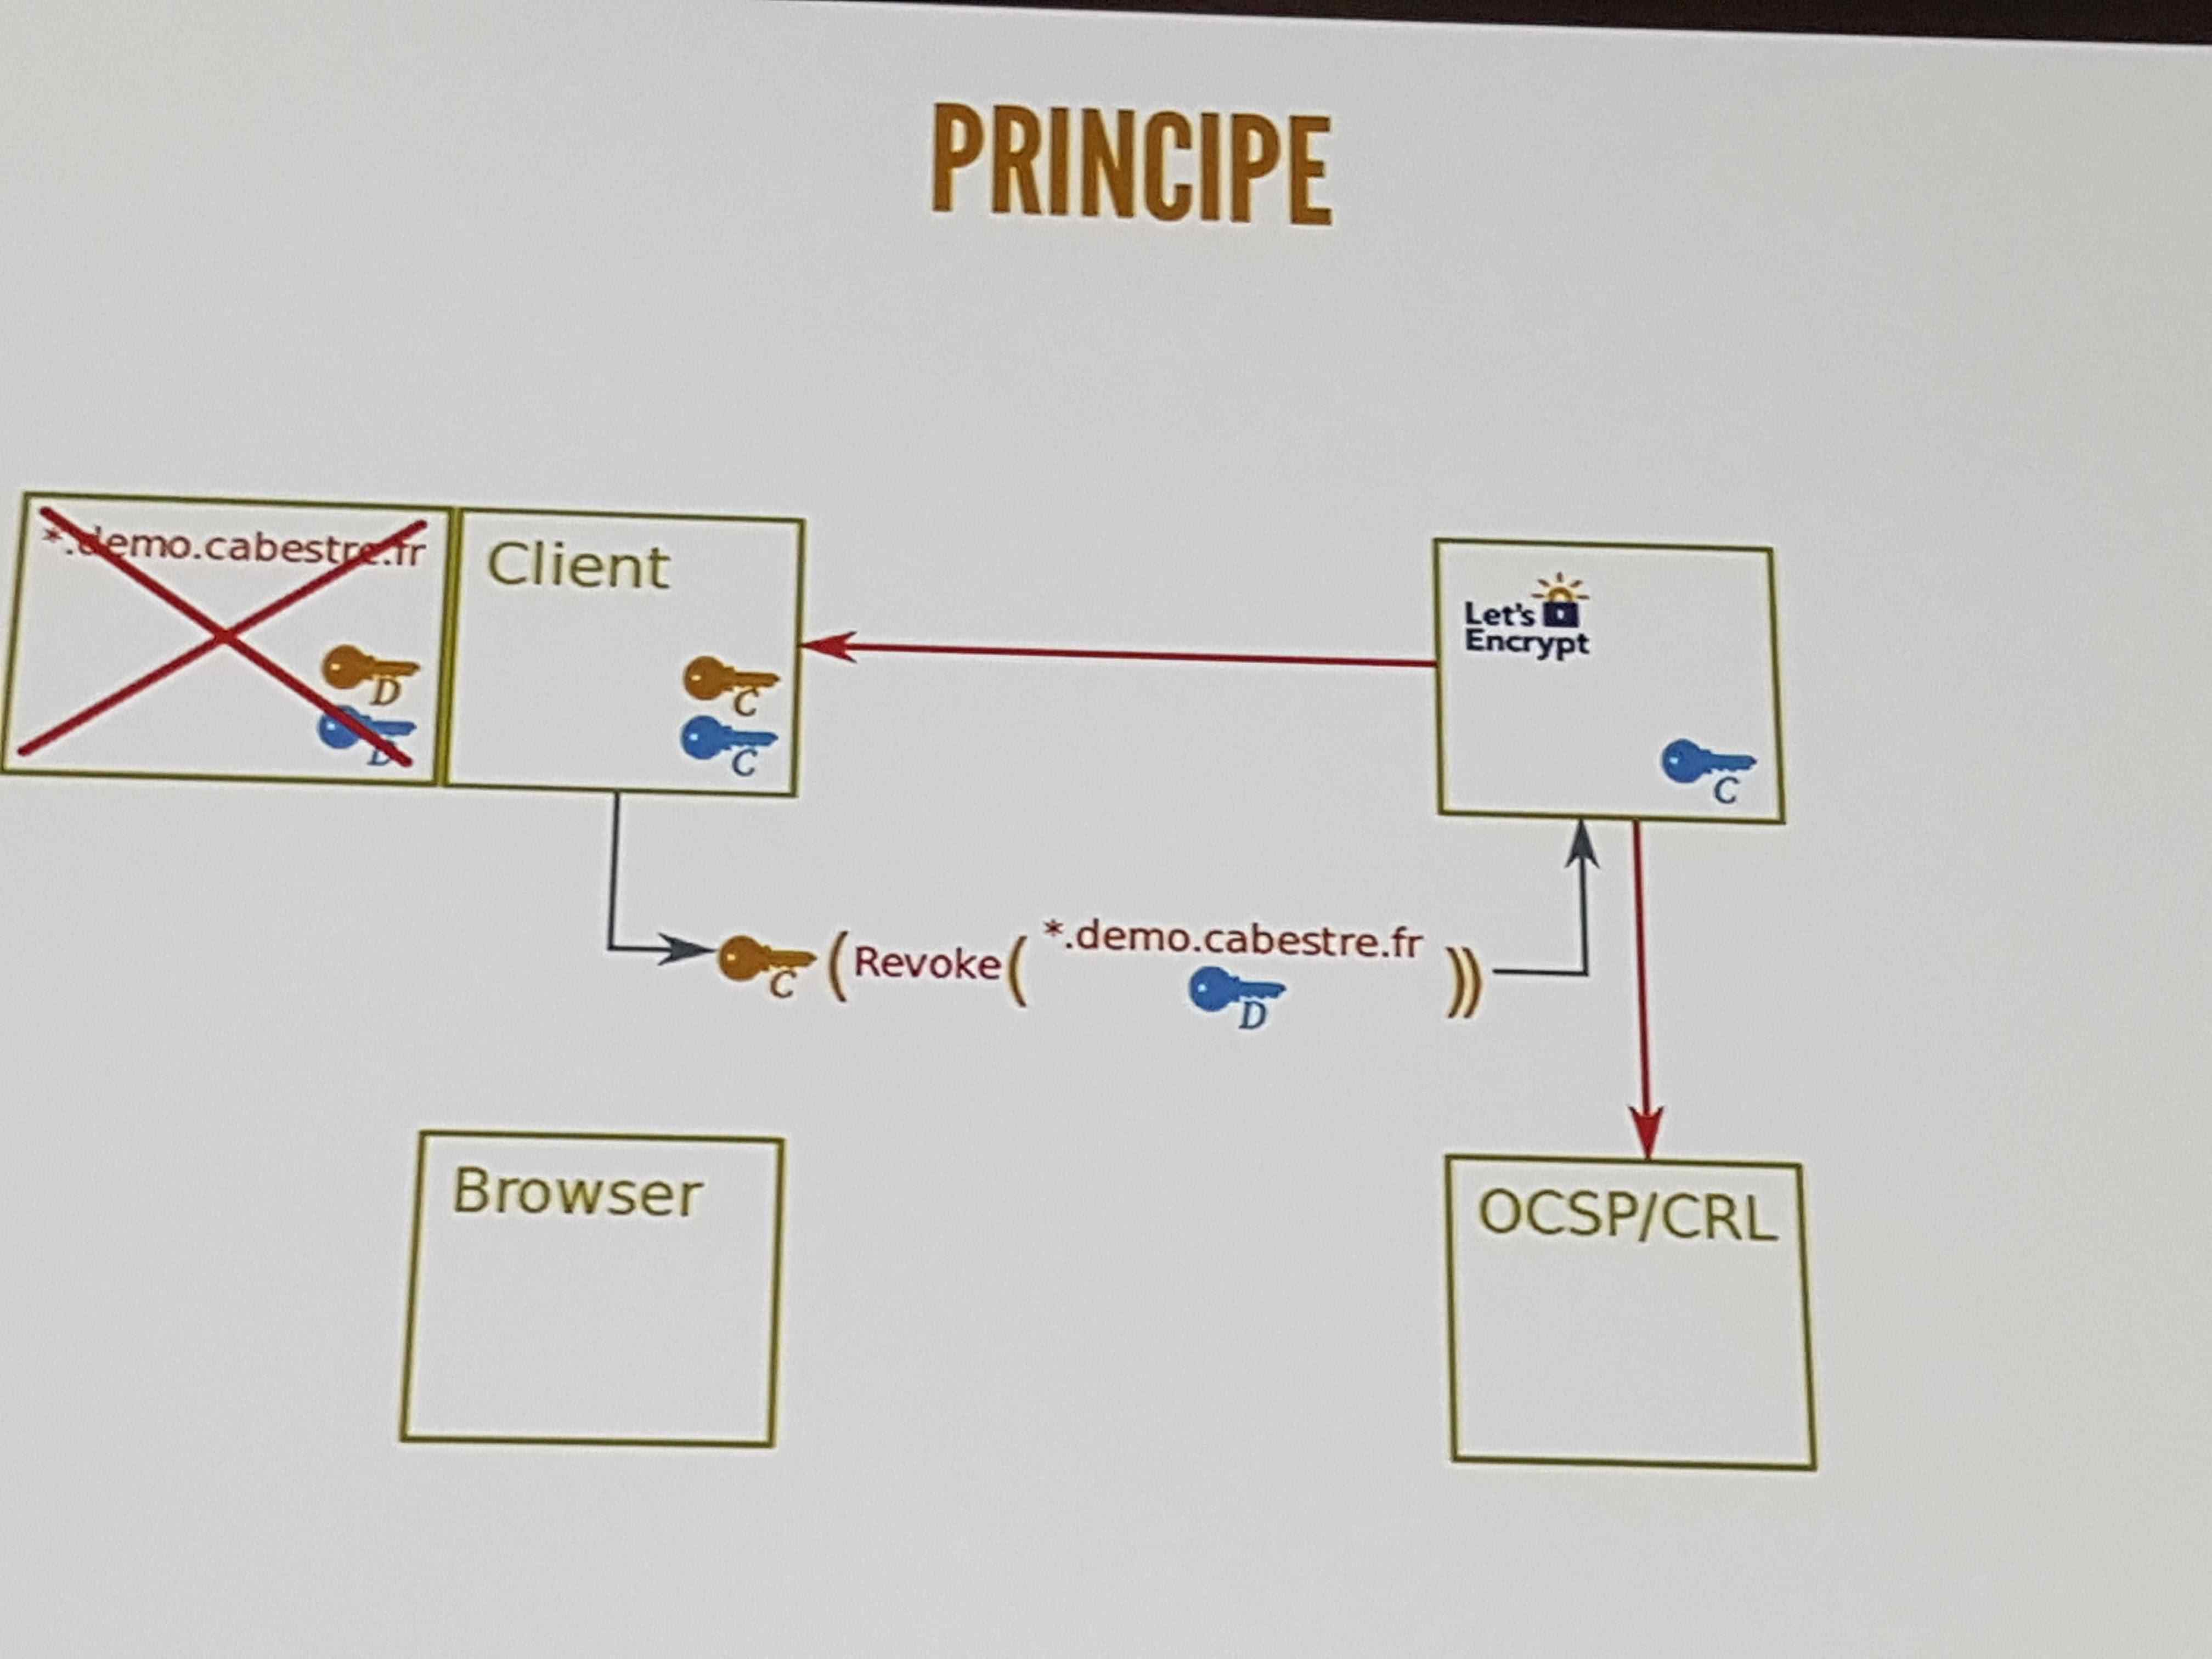 PRINCIPE
*.demo.cabestre.fr
D
D
Client
C
C
Let's
Encrypt
C
C (Revoke( *.demo.cabestre.fr
D ))
Browser
OCSP/CRL